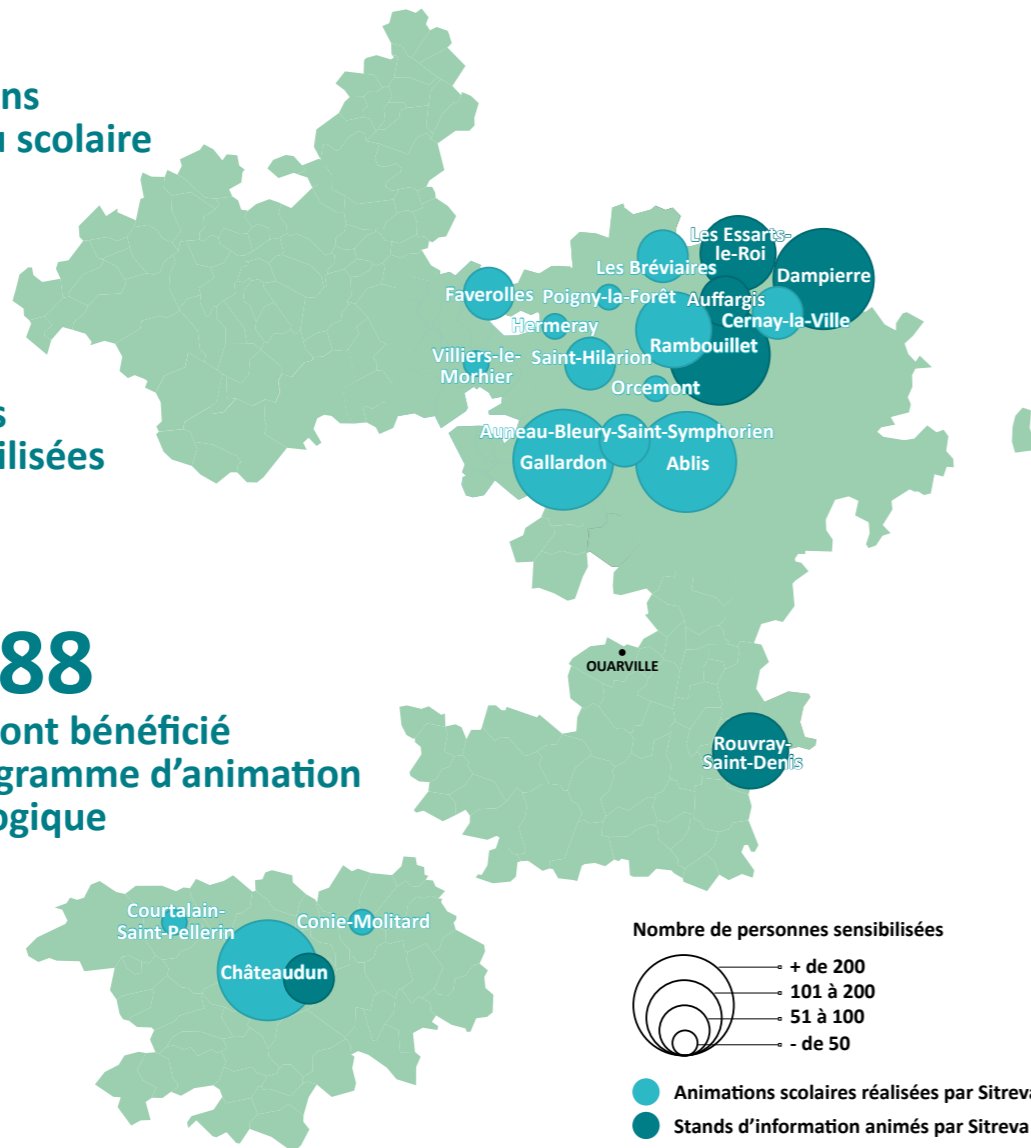 ns
u scolaire
s
ilisées
88
ont bénéficié
gramme d’animation
ogique
Les Essarts-
le-Roi
Les Bréviaires
Dampierre
Faverolles
Poigny-la-Forêt
Auffargis
Hermeray
Cernay-la-Ville
Villiers-le-
Morhier
Saint-Hilarion
Rambouillet
Orcemont
Auneau-Bleury-Saint-Symphorien
Gallardon
Ablis
OUARVILLE
Rouvray-
Saint-Denis
Courtalain-
Saint-Pellerin
Conie-Molitard
Châteaudun
Nombre de personnes sensibilisées
+ de 200
101 à 200
51 à 100
- de 50
Animations scolaires réalisées par Sitreva
Stands d’information animés par Sitreva